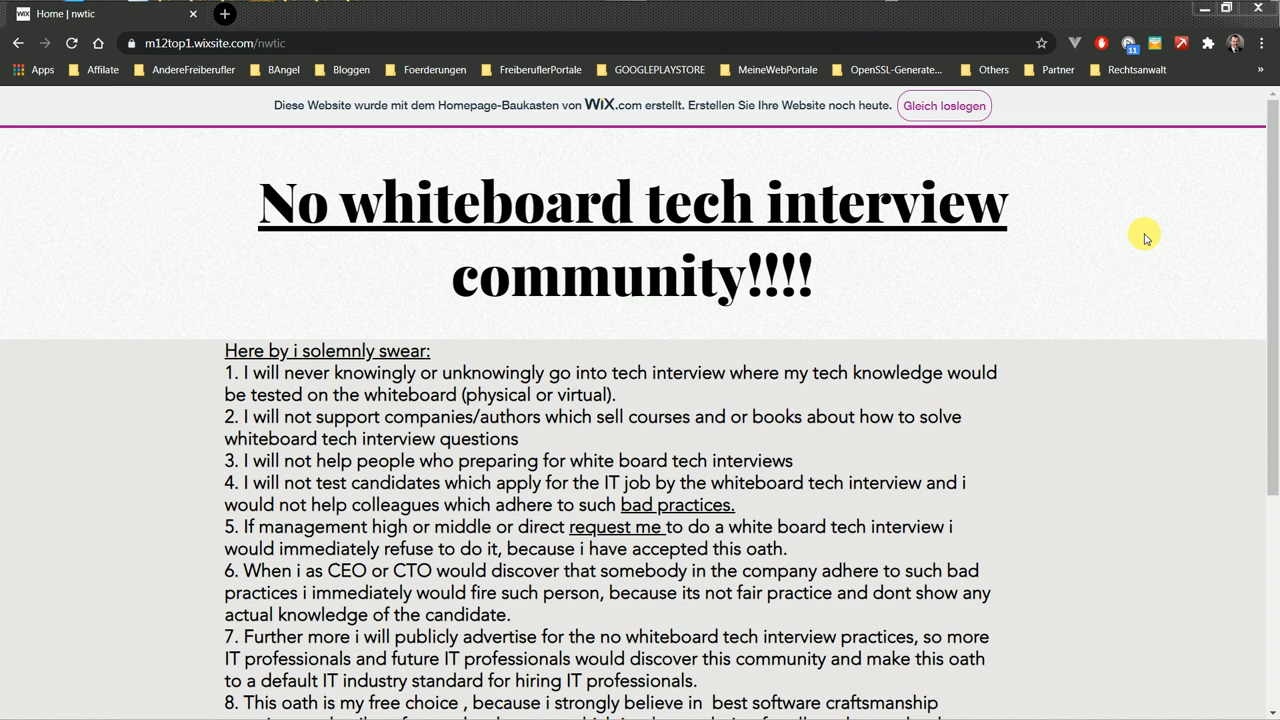 Home | nwtic
m12top1.wixsite.com/nwtic
11
Apps Affilate AndereFreiberufler BAngel Bloggen Foerderungen FreiberuflerPortale GOOGLEPLAYSTORE MeineWebPortale OpenSSL-Generate... Others Partner Rechtsanwalt »
Diese Website wurde mit dem Homepage-Baukasten von WiX.com erstellt. Erstellen Sie Ihre Website noch heute. Gleich loslegen
No whiteboard tech interview
community!!!!
Here by i solemnly swear:
1. I will never knowingly or unknowingly go into tech interview where my tech knowledge would
be tested on the whiteboard (physical or virtual).
2. I will not support companies/authors which sell courses and or books about how to solve
whiteboard tech interview questions
3. I will not help people who preparing for white board tech interviews
4. I will not test candidates which apply for the IT job by the whiteboard tech interview and i
would not help colleagues which adhere to such bad practices.
5. If management high or middle or direct request me to do a white board tech interview i
would immediately refuse to do it, because i have accepted this oath.
6. When i as CEO or CTO would discover that somebody in the company adhere to such bad
practices i immediately would fire such person, because its not fair practice and dont show any
actual knowledge of the candidate.
7. Further more i will publicly advertise for the no whiteboard tech interview practices, so more
IT professionals and future IT professionals would discover this community and make this oath
to a default IT industry standard for hiring IT professionals.
8. This oath is my free choice , because i strongly believe in best software craftsmanship